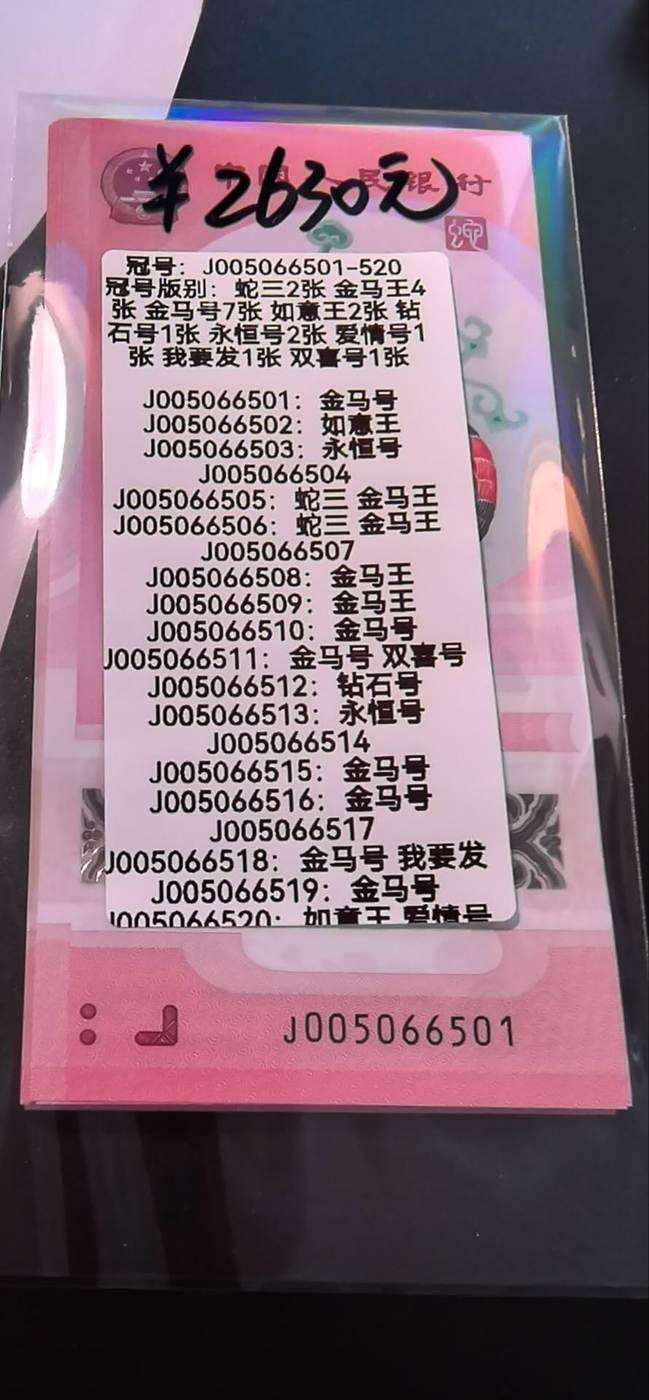 中国人民银行
¥2630元
冠号：J005066501-520
冠号版别：蛇三2张 金马王4
张 金马号7张 如意王2张 钻
石号1张 永恒号2张 爱情号1
张 我要发1张 双喜号1张
J005066501：金马号
J005066502：如意王
J005066503：永恒号
J005066504
J005066505：蛇三 金马王
J005066506：蛇三 金马王
J005066507
J005066508：金马王
J005066509：金马王
J005066510：金马号
J005066511：金马号 双喜号
J005066512：钻石号
J005066513：永恒号
J005066514
J005066515：金马号
J005066516：金马号
J005066517
J005066518：金马号 我要发
J005066519：金马号
J005066520：如意王 爱情号
J005066501